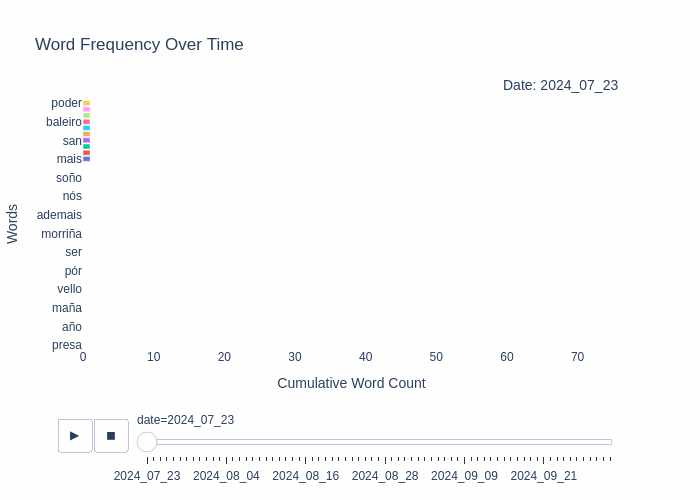 Word Frequency Over Time
Date: 2024_07_23
poder
baleiro
san
mais
soño
nós
ademais
morriña
ser
pór
vello
maña
año
presa
Words
0 10 20 30 40 50 60 70
Cumulative Word Count
date=2024_07_23
2024_07_23 2024_08_04 2024_08_16 2024_08_28 2024_09_09 2024_09_21